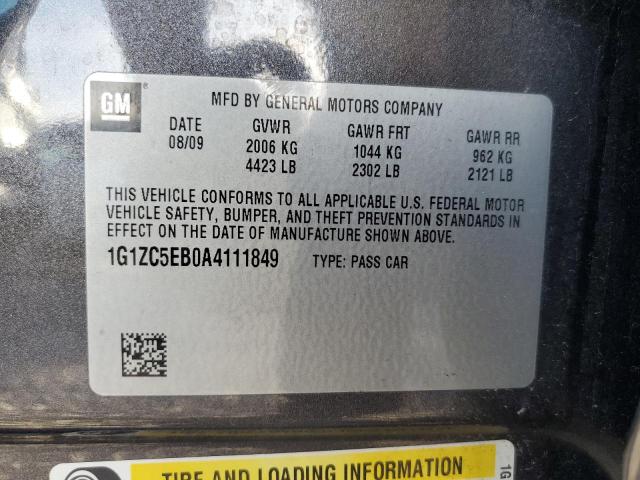 GM
MFD BY GENERAL MOTORS COMPANY
DATE GVWR GAWR FRT GAWR RR
08/09 2006 KG 1044 KG 962 KG
4423 LB 2302 LB 2121 LB
THIS VEHICLE CONFORMS TO ALL APPLICABLE U.S. FEDERAL MOTOR
VEHICLE SAFETY, BUMPER, AND THEFT PREVENTION STANDARDS IN
EFFECT ON THE DATE OF MANUFACTURE SHOWN ABOVE.
1G1ZC5EB0A4111849 TYPE: PASS CAR
TIRE AND LOADING INFORMATION
1G